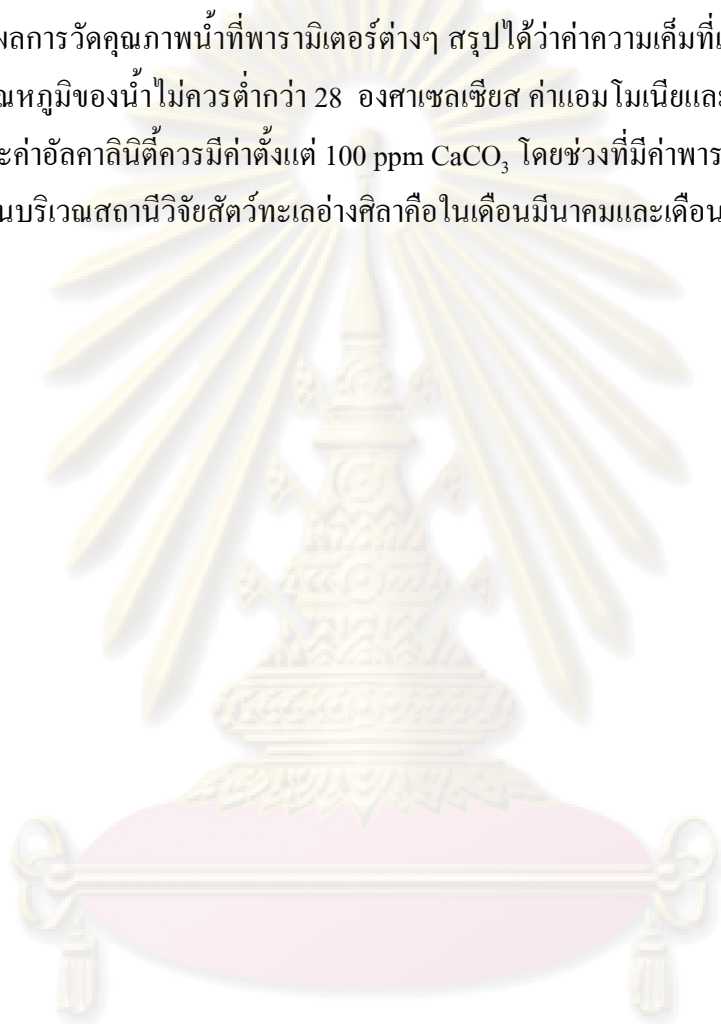 ผลการวัดคุณภาพน้ำที่พารามิเตอร์ต่างๆ สรุปได้ว่าค่าความเค็มที่
ณหภูมิของน้ำไม่ควรต่ำกว่า 28 องศาเซลเซียส ค่าแอมโมเนียและ
ะค่าอัลคาลินิตี้ควรมีค่าตั้งแต่ 100 ppm CaCO₃ โดยช่วงที่มีค่าพาร
นบริเวณสถานีวิจัยสัตว์ทะเลอ่างศิลาคือในเดือนมีนาคมและเดือน